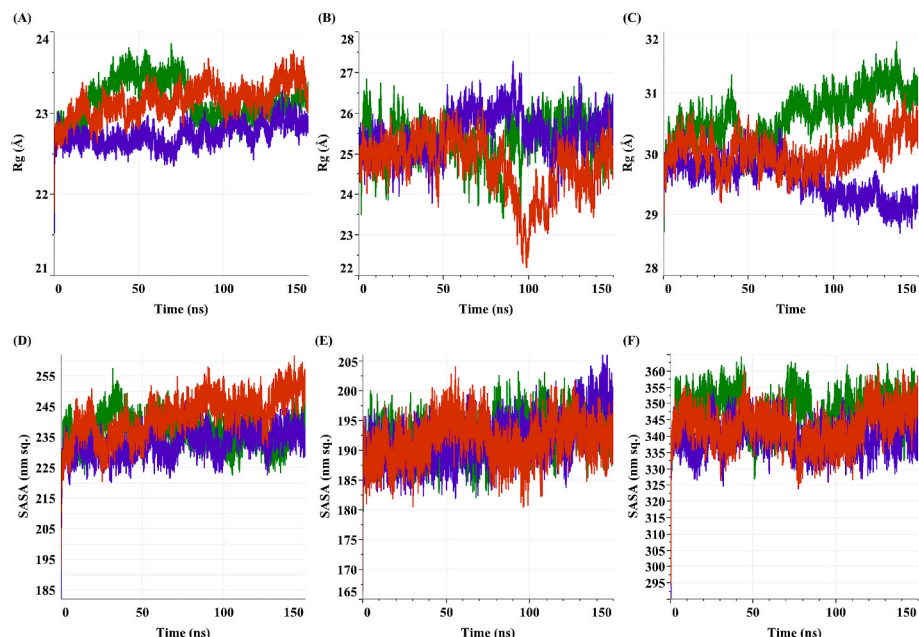 (A) (B) (C)
24
23
22
21
Rg (Å)
0 50 100 150
Time (ns)
28
27
26
25
24
23
22
Rg (Å)
0 50 100 150
Time (ns)
32
31
30
29
28
Rg (Å)
0 50 100 150
Time
(D) (E) (F)
255
245
235
225
215
205
195
185
SASA (nm sq.)
0 50 100 150
Time (ns)
205
200
195
190
185
180
175
170
165
SASA (nm sq.)
0 50 100 150
Time (ns)
365
360
355
350
345
340
335
330
325
320
315
310
305
300
295
SASA (nm sq.)
0 50 100 150
Time (ns)